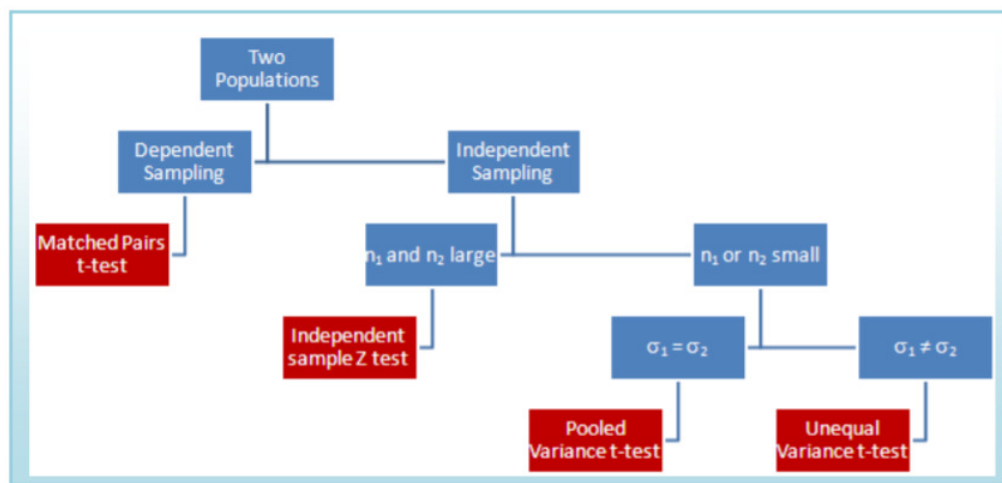 Two
Populations
Dependent
Sampling
Independent
Sampling
Matched Pairs
t-test
n₁ and n₂ large
n₁ or n₂ small
Independent
sample Z test
σ₁ = σ₂
σ₁ ≠ σ₂
Pooled
Variance t-test
Unequal
Variance t-test